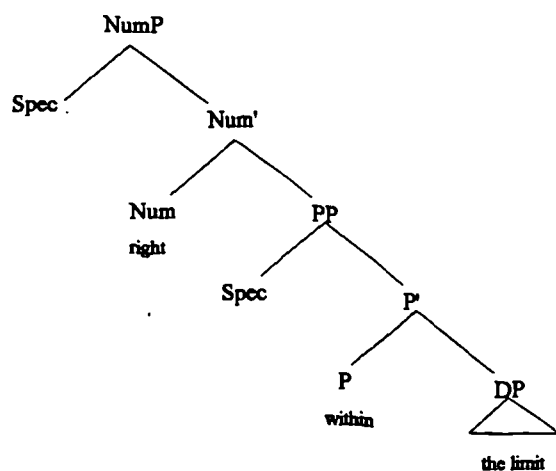 NumP
Spec
Num'
Num
PP
right
Spec
P'
P
DP
within
the limit